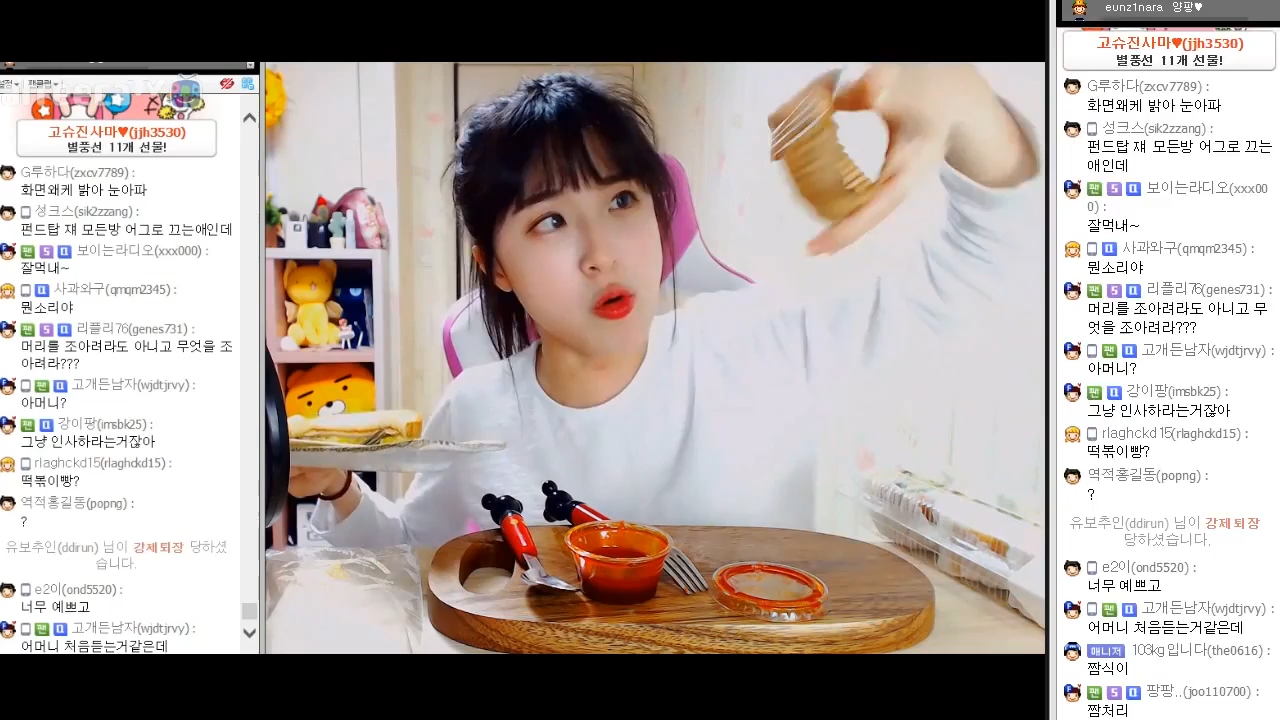 팬클럽
고슈진사마♥(jjh3530)
별풍선 11개 선물!
G루하다(zxcv7789) :
화면왜케 밝아 눈아파
성크스(sik2zzang) :
펀드탑 쟤 모든방 어그로 끄는애인데
팬 S 보이는라디오(xxx000) :
잘먹내~
사과와구(qmqm2345) :
뭔소리야
팬 S 리플리76(genes731) :
머리를 조아려라도 아니고 무엇을 조
아려라???
팬 고개든남자(wjdtjrvy) :
아머니?
팬 강이팡(imsbk25) :
그냥 인사하라는거잖아
rlaghckd15(rlaghckd15) :
떡볶이빵?
역적홍길동(popng) :
?
유보추인(ddirun) 님이 강제퇴장 당하셨
습니다.
e2이(ond5520) :
너무 예쁘고
팬 고개든남자(wjdtjrvy) :
어머니 처음듣는거같은데
eunz1nara 양팡♥
고슈진사마♥(jjh3530)
별풍선 11개 선물!
G루하다(zxcv7789) :
화면왜케 밝아 눈아파
성크스(sik2zzang) :
펀드탑 쟤 모든방 어그로 끄는
애인데
팬 S 보이는라디오(xxx00
0) :
잘먹내~
사과와구(qmqm2345) :
뭔소리야
팬 S 리플리76(genes731) :
머리를 조아려라도 아니고 무
엇을 조아려라???
팬 고개든남자(wjdtjrvy) :
아머니?
팬 강이팡(imsbk25) :
그냥 인사하라는거잖아
rlaghckd15(rlaghckd15) :
떡볶이빵?
역적홍길동(popng) :
?
유보추인(ddirun) 님이 강제퇴장
당하셨습니다.
e2이(ond5520) :
너무 예쁘고
팬 고개든남자(wjdtjrvy) :
어머니 처음듣는거같은데
매니저 103kg입니다(the0616) :
짬식이
팬 S 팡팡..(joo110700) :
짬처리